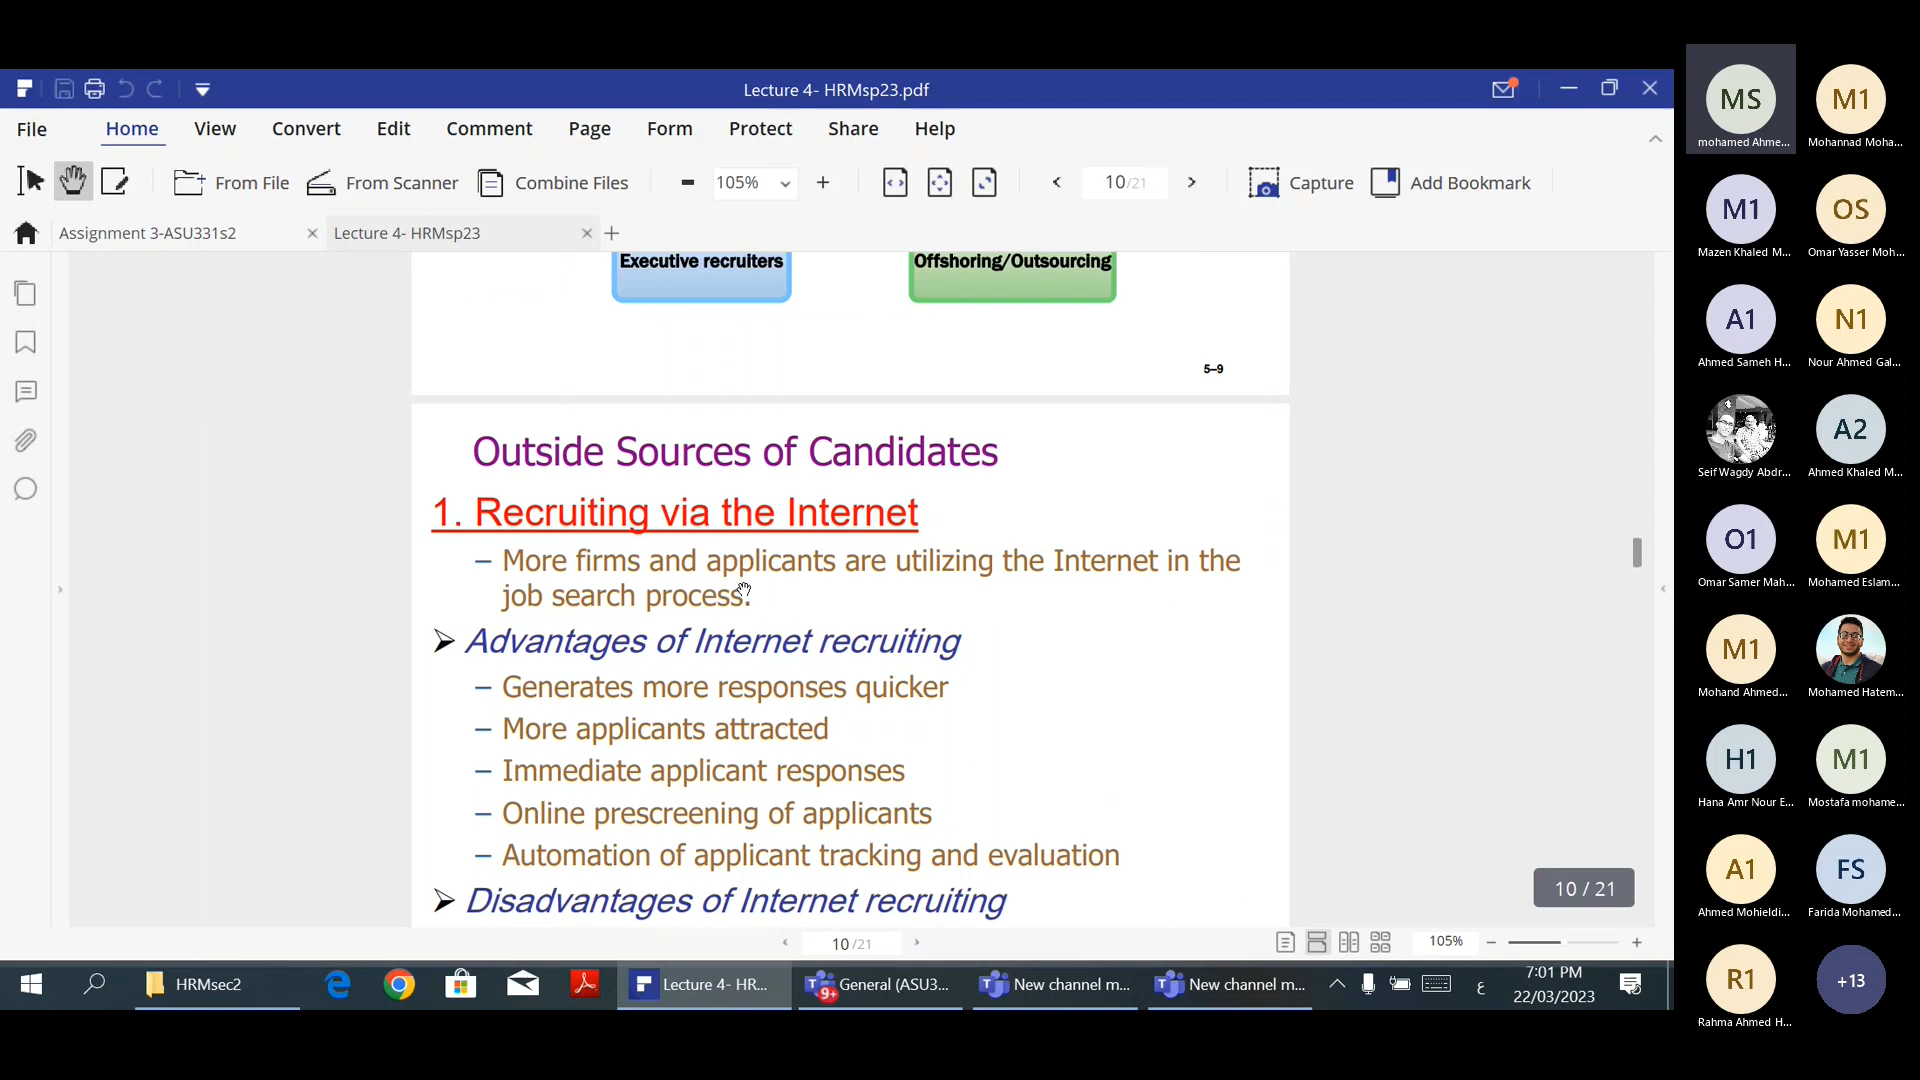 Lecture 4- HRMsp23.pdf
File Home View Convert Edit Comment Page Form Protect Share Help
From File From Scanner Combine Files 105% 10/21 Capture Add Bookmark
Assignment 3-ASU331s2 Lecture 4- HRMsp23
Executive recruiters Offshoring/Outsourcing
5–9
Outside Sources of Candidates
1. Recruiting via the Internet
– More firms and applicants are utilizing the Internet in the
job search process.
➢ Advantages of Internet recruiting
– Generates more responses quicker
– More applicants attracted
– Immediate applicant responses
– Online prescreening of applicants
– Automation of applicant tracking and evaluation
➢ Disadvantages of Internet recruiting
10 / 21
10/21 105%
HRMsec2 Lecture 4- HR... 9+ General (ASU3... New channel m... New channel m... ع 7:01 PM
22/03/2023
MS M1
mohamed Ahme... Mohannad Moha...
M1 OS
Mazen Khaled M... Omar Yasser Moh...
A1 N1
Ahmed Sameh H... Nour Ahmed Gal...
A2
Seif Wagdy Abdr... Ahmed Khaled M...
O1 M1
Omar Samer Mah... Mohamed Eslam...
M1
Mohand Ahmed... Mohamed Hatem...
H1 M1
Hana Amr Nour E... Mostafa mohame...
A1 FS
Ahmed Mohieldi... Farida Mohamed...
R1 +13
Rahma Ahmed H...